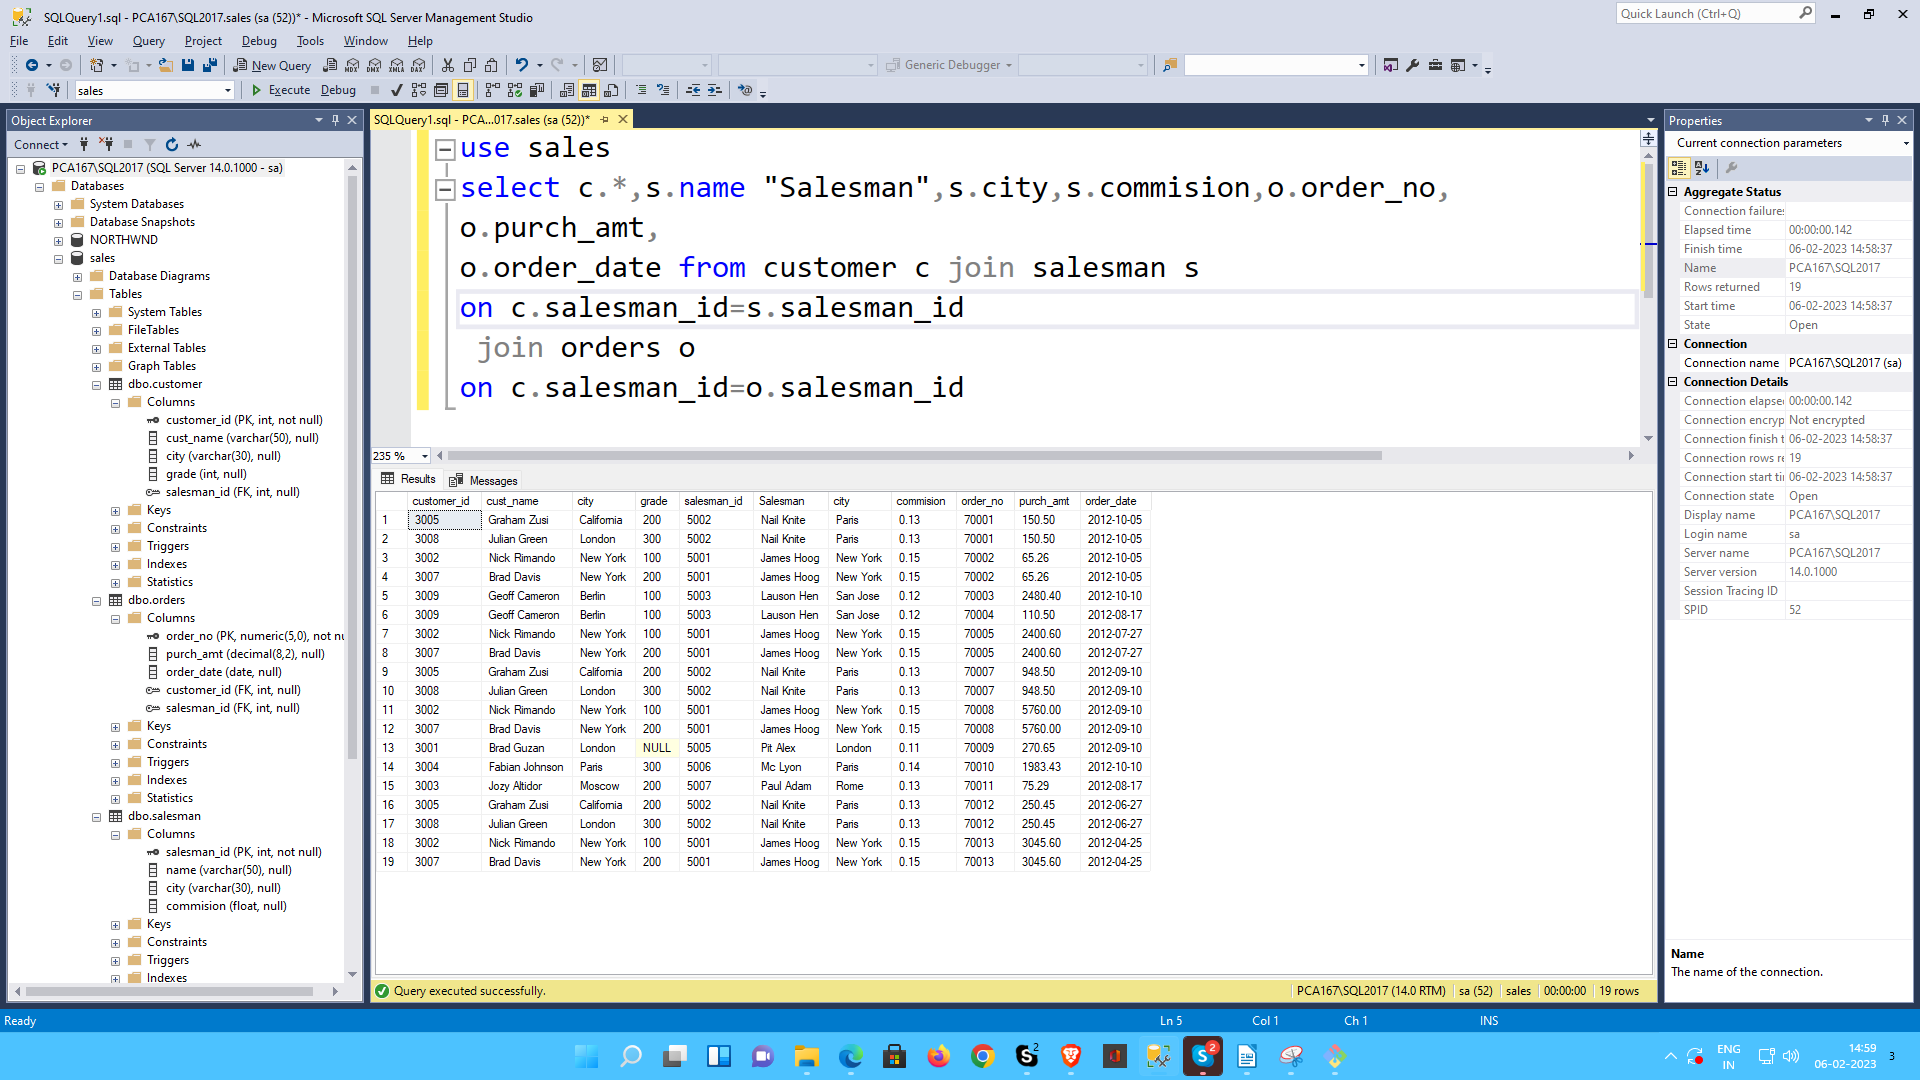 SQLQuery1.sql - PCA167\SQL2017.sales (sa (52))* - Microsoft SQL Server Management Studio
Quick Launch (Ctrl+Q)
File Edit View Query Project Debug Tools Window Help
New Query MDX DMX XMLA DAX Generic Debugger
sales Execute Debug
Object Explorer
Connect
PCA167\SQL2017 (SQL Server 14.0.1000 - sa)
Databases
System Databases
Database Snapshots
NORTHWND
sales
Database Diagrams
Tables
System Tables
FileTables
External Tables
Graph Tables
dbo.customer
Columns
customer_id (PK, int, not null)
cust_name (varchar(50), null)
city (varchar(30), null)
grade (int, null)
salesman_id (FK, int, null)
Keys
Constraints
Triggers
Indexes
Statistics
dbo.orders
Columns
order_no (PK, numeric(5,0), not nu
purch_amt (decimal(8,2), null)
order_date (date, null)
customer_id (FK, int, null)
salesman_id (FK, int, null)
Keys
Constraints
Triggers
Indexes
Statistics
dbo.salesman
Columns
salesman_id (PK, int, not null)
name (varchar(50), null)
city (varchar(30), null)
commision (float, null)
Keys
Constraints
Triggers
Indexes
SQLQuery1.sql - PCA...017.sales (sa (52))*
use sales
select c.*,s.name "Salesman",s.city,s.commision,o.order_no,
o.purch_amt,
o.order_date from customer c join salesman s
on c.salesman_id=s.salesman_id
join orders o
on c.salesman_id=o.salesman_id
235 %
Results Messages
customer_id cust_name city grade salesman_id Salesman city commision order_no purch_amt order_date
1 3005 Graham Zusi California 200 5002 Nail Knite Paris 0.13 70001 150.50 2012-10-05
2 3008 Julian Green London 300 5002 Nail Knite Paris 0.13 70001 150.50 2012-10-05
3 3002 Nick Rimando New York 100 5001 James Hoog New York 0.15 70002 65.26 2012-10-05
4 3007 Brad Davis New York 200 5001 James Hoog New York 0.15 70002 65.26 2012-10-05
5 3009 Geoff Cameron Berlin 100 5003 Lauson Hen San Jose 0.12 70003 2480.40 2012-10-10
6 3009 Geoff Cameron Berlin 100 5003 Lauson Hen San Jose 0.12 70004 110.50 2012-08-17
7 3002 Nick Rimando New York 100 5001 James Hoog New York 0.15 70005 2400.60 2012-07-27
8 3007 Brad Davis New York 200 5001 James Hoog New York 0.15 70005 2400.60 2012-07-27
9 3005 Graham Zusi California 200 5002 Nail Knite Paris 0.13 70007 948.50 2012-09-10
10 3008 Julian Green London 300 5002 Nail Knite Paris 0.13 70007 948.50 2012-09-10
11 3002 Nick Rimando New York 100 5001 James Hoog New York 0.15 70008 5760.00 2012-09-10
12 3007 Brad Davis New York 200 5001 James Hoog New York 0.15 70008 5760.00 2012-09-10
13 3001 Brad Guzan London NULL 5005 Pit Alex London 0.11 70009 270.65 2012-09-10
14 3004 Fabian Johnson Paris 300 5006 Mc Lyon Paris 0.14 70010 1983.43 2012-10-10
15 3003 Jozy Altidor Moscow 200 5007 Paul Adam Rome 0.13 70011 75.29 2012-08-17
16 3005 Graham Zusi California 200 5002 Nail Knite Paris 0.13 70012 250.45 2012-06-27
17 3008 Julian Green London 300 5002 Nail Knite Paris 0.13 70012 250.45 2012-06-27
18 3002 Nick Rimando New York 100 5001 James Hoog New York 0.15 70013 3045.60 2012-04-25
19 3007 Brad Davis New York 200 5001 James Hoog New York 0.15 70013 3045.60 2012-04-25
Query executed successfully. PCA167\SQL2017 (14.0 RTM) sa (52) sales 00:00:00 19 rows
Properties
Current connection parameters
Aggregate Status
Connection failures
Elapsed time 00:00:00.142
Finish time 06-02-2023 14:58:37
Name PCA167\SQL2017
Rows returned 19
Start time 06-02-2023 14:58:37
State Open
Connection
Connection name PCA167\SQL2017 (sa)
Connection Details
Connection elapse 00:00:00.142
Connection encryp Not encrypted
Connection finish t 06-02-2023 14:58:37
Connection rows re 19
Connection start ti 06-02-2023 14:58:37
Connection state Open
Display name PCA167\SQL2017
Login name sa
Server name PCA167\SQL2017
Server version 14.0.1000
Session Tracing ID
SPID 52
Name
The name of the connection.
Ready Ln 5 Col 1 Ch 1 INS
ENG
IN
14:59
06-02-2023
3